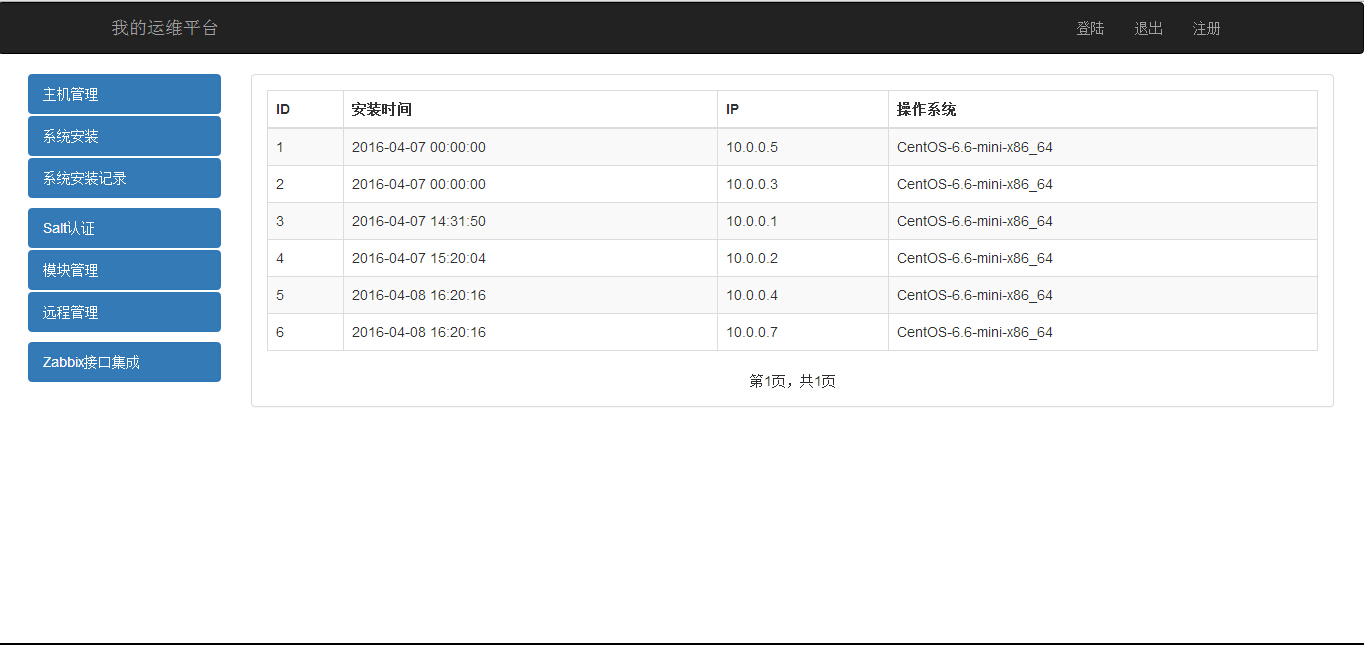 我的运维平台 登陆 退出 注册
主机管理
系统安装
系统安装记录
Salt认证
模块管理
远程管理
Zabbix接口集成
ID 安装时间 IP 操作系统
1 2016-04-07 00:00:00 10.0.0.5 CentOS-6.6-mini-x86_64
2 2016-04-07 00:00:00 10.0.0.3 CentOS-6.6-mini-x86_64
3 2016-04-07 14:31:50 10.0.0.1 CentOS-6.6-mini-x86_64
4 2016-04-07 15:20:04 10.0.0.2 CentOS-6.6-mini-x86_64
5 2016-04-08 16:20:16 10.0.0.4 CentOS-6.6-mini-x86_64
6 2016-04-08 16:20:16 10.0.0.7 CentOS-6.6-mini-x86_64
第1页，共1页